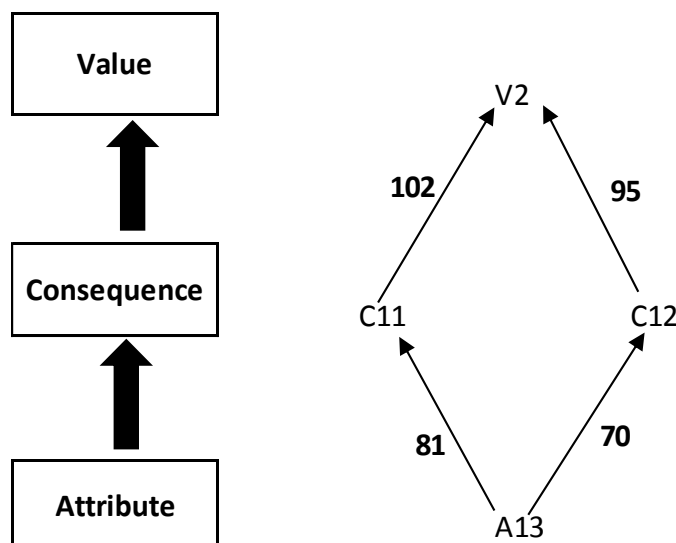 Value
V2
102
95
Consequence
C11
C12
81
70
Attribute
A13